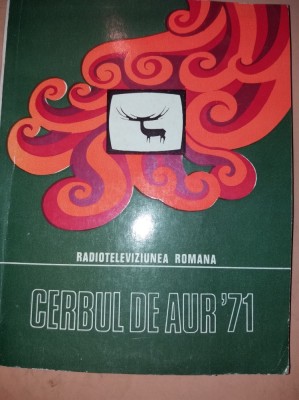 RADIOTELEVIZIUNEA ROMANA
CERBUL DE AUR '71